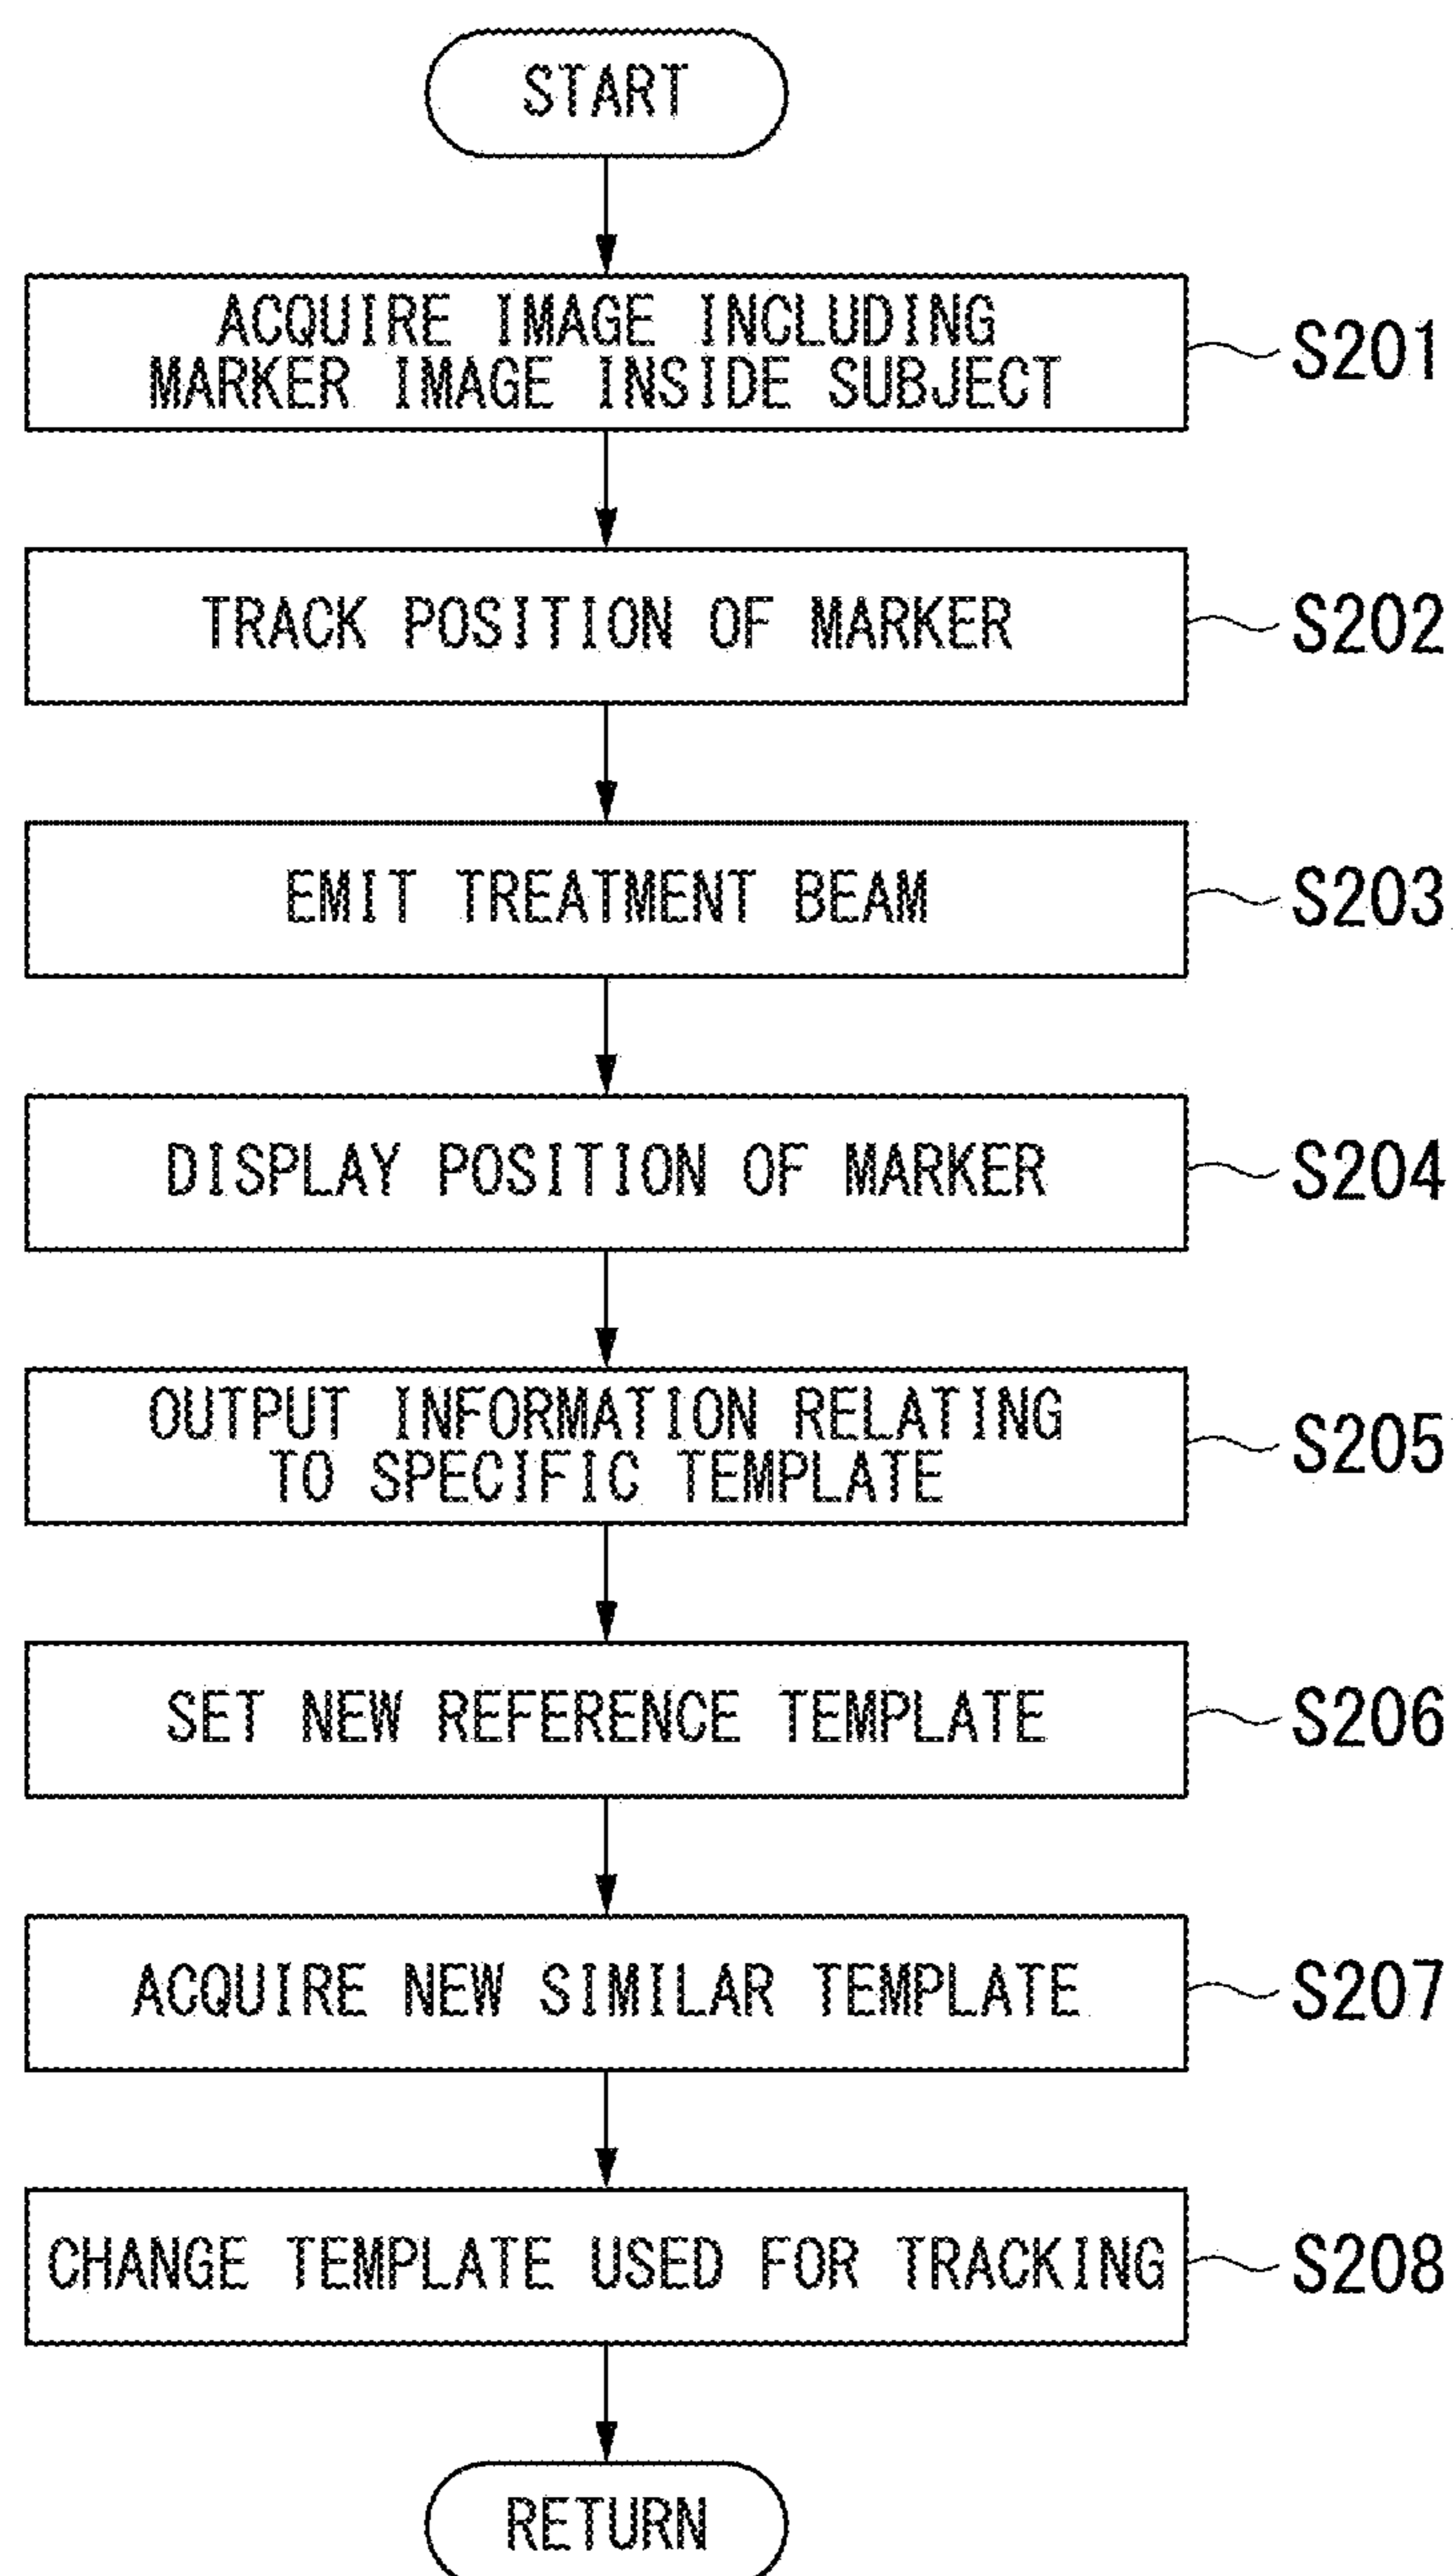 START
ACQUIRE IMAGE INCLUDING
MARKER IMAGE INSIDE SUBJECT
S201
TRACK POSITION OF MARKER
S202
EMIT TREATMENT BEAM
S203
DISPLAY POSITION OF MARKER
S204
OUTPUT INFORMATION RELATING
TO SPECIFIC TEMPLATE
S205
SET NEW REFERENCE TEMPLATE
S206
ACQUIRE NEW SIMILAR TEMPLATE
S207
CHANGE TEMPLATE USED FOR TRACKING
S208
RETURN